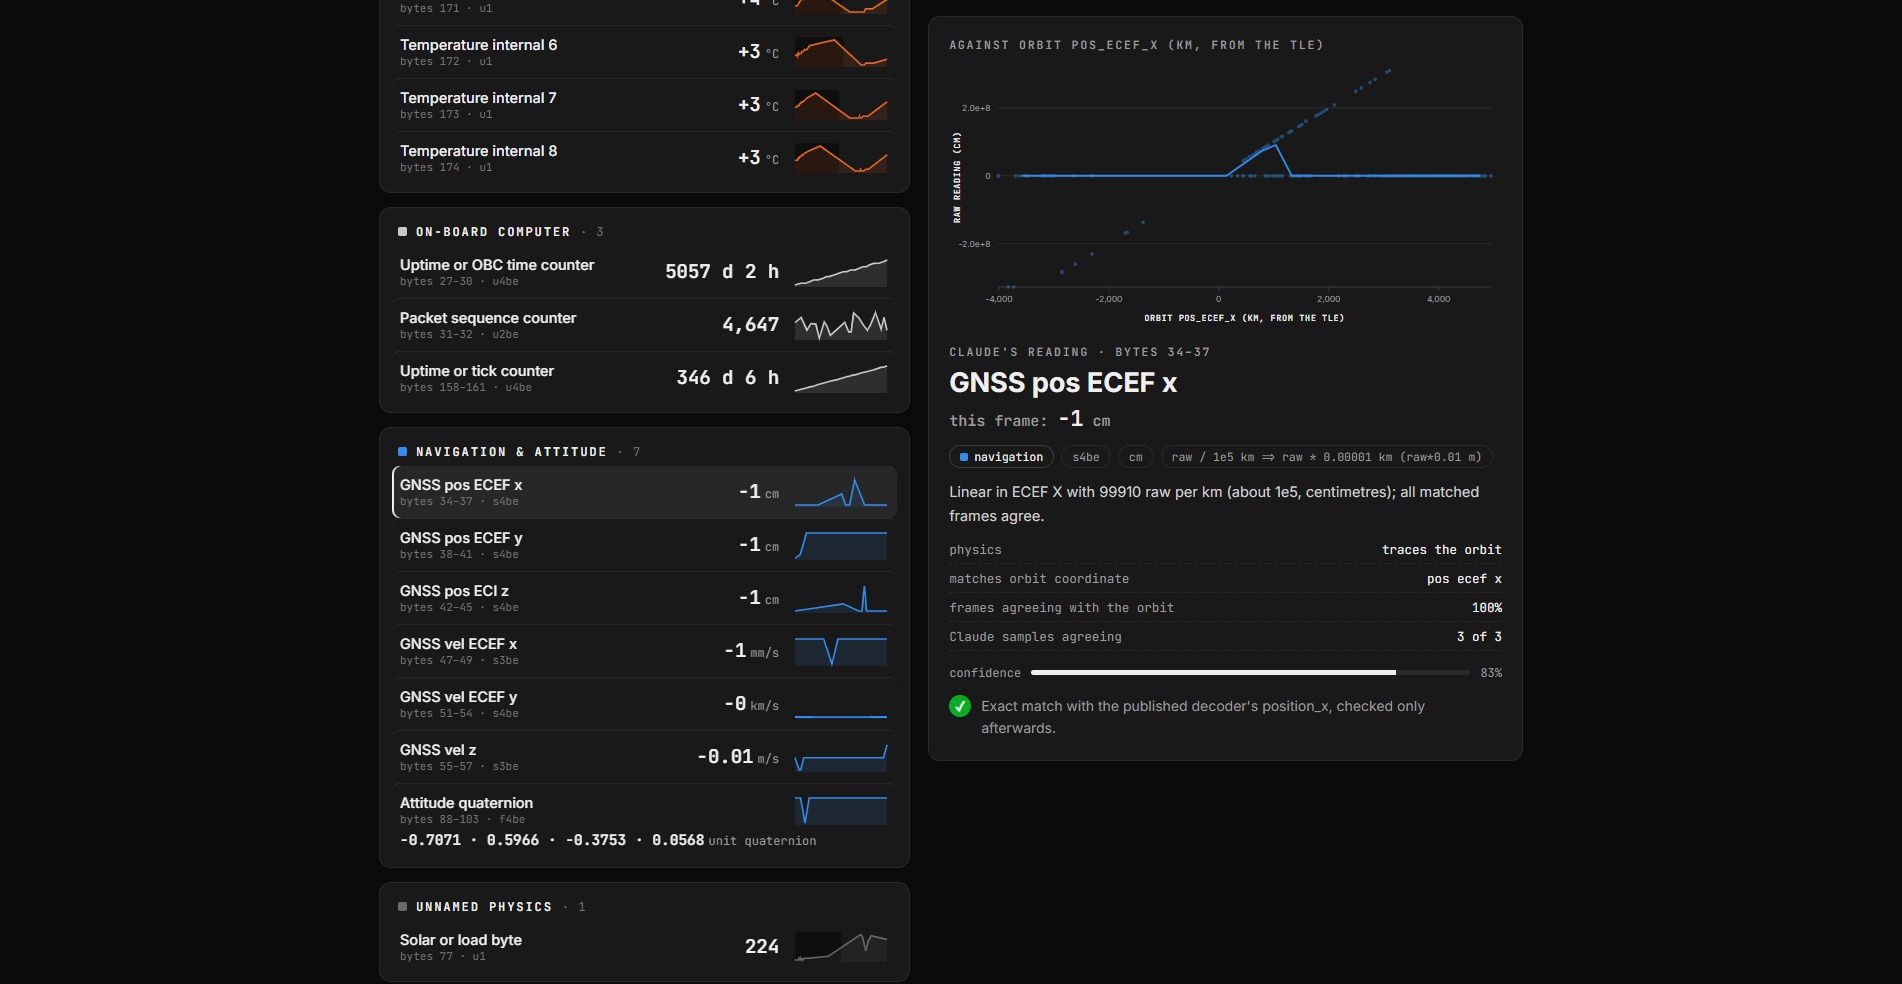 bytes 171 · u1
°C
Temperature internal 6
bytes 172 · u1
+3 °C
Temperature internal 7
bytes 173 · u1
+3 °C
Temperature internal 8
bytes 174 · u1
+3 °C
ON-BOARD COMPUTER · 3
Uptime or OBC time counter
bytes 27–30 · u4be
5057 d 2 h
Packet sequence counter
bytes 31–32 · u2be
4,647
Uptime or tick counter
bytes 158–161 · u4be
346 d 6 h
NAVIGATION & ATTITUDE · 7
GNSS pos ECEF x
bytes 34–37 · s4be
-1 cm
GNSS pos ECEF y
bytes 38–41 · s4be
-1 cm
GNSS pos ECI z
bytes 42–45 · s4be
-1 cm
GNSS vel ECEF x
bytes 47–49 · s3be
-1 mm/s
GNSS vel ECEF y
bytes 51–54 · s4be
-0 km/s
GNSS vel z
bytes 55–57 · s3be
-0.01 m/s
Attitude quaternion
bytes 88–103 · f4be
-0.7071 · 0.5966 · -0.3753 · 0.0568 unit quaternion
UNNAMED PHYSICS · 1
Solar or load byte
bytes 77 · u1
224
AGAINST ORBIT POS_ECEF_X (KM, FROM THE TLE)
RAW READING (CM)
2.0e+8
0
-2.0e+8
-4,000
-2,000
0
2,000
4,000
ORBIT POS_ECEF_X (KM, FROM THE TLE)
CLAUDE'S READING · BYTES 34–37
GNSS pos ECEF x
this frame: -1 cm
navigation
s4be
cm
raw / 1e5 km => raw * 0.00001 km (raw*0.01 m)
Linear in ECEF X with 99910 raw per km (about 1e5, centimetres); all matched
frames agree.
physics
traces the orbit
matches orbit coordinate
pos ecef x
frames agreeing with the orbit
100%
Claude samples agreeing
3 of 3
confidence
83%
Exact match with the published decoder's position_x, checked only
afterwards.